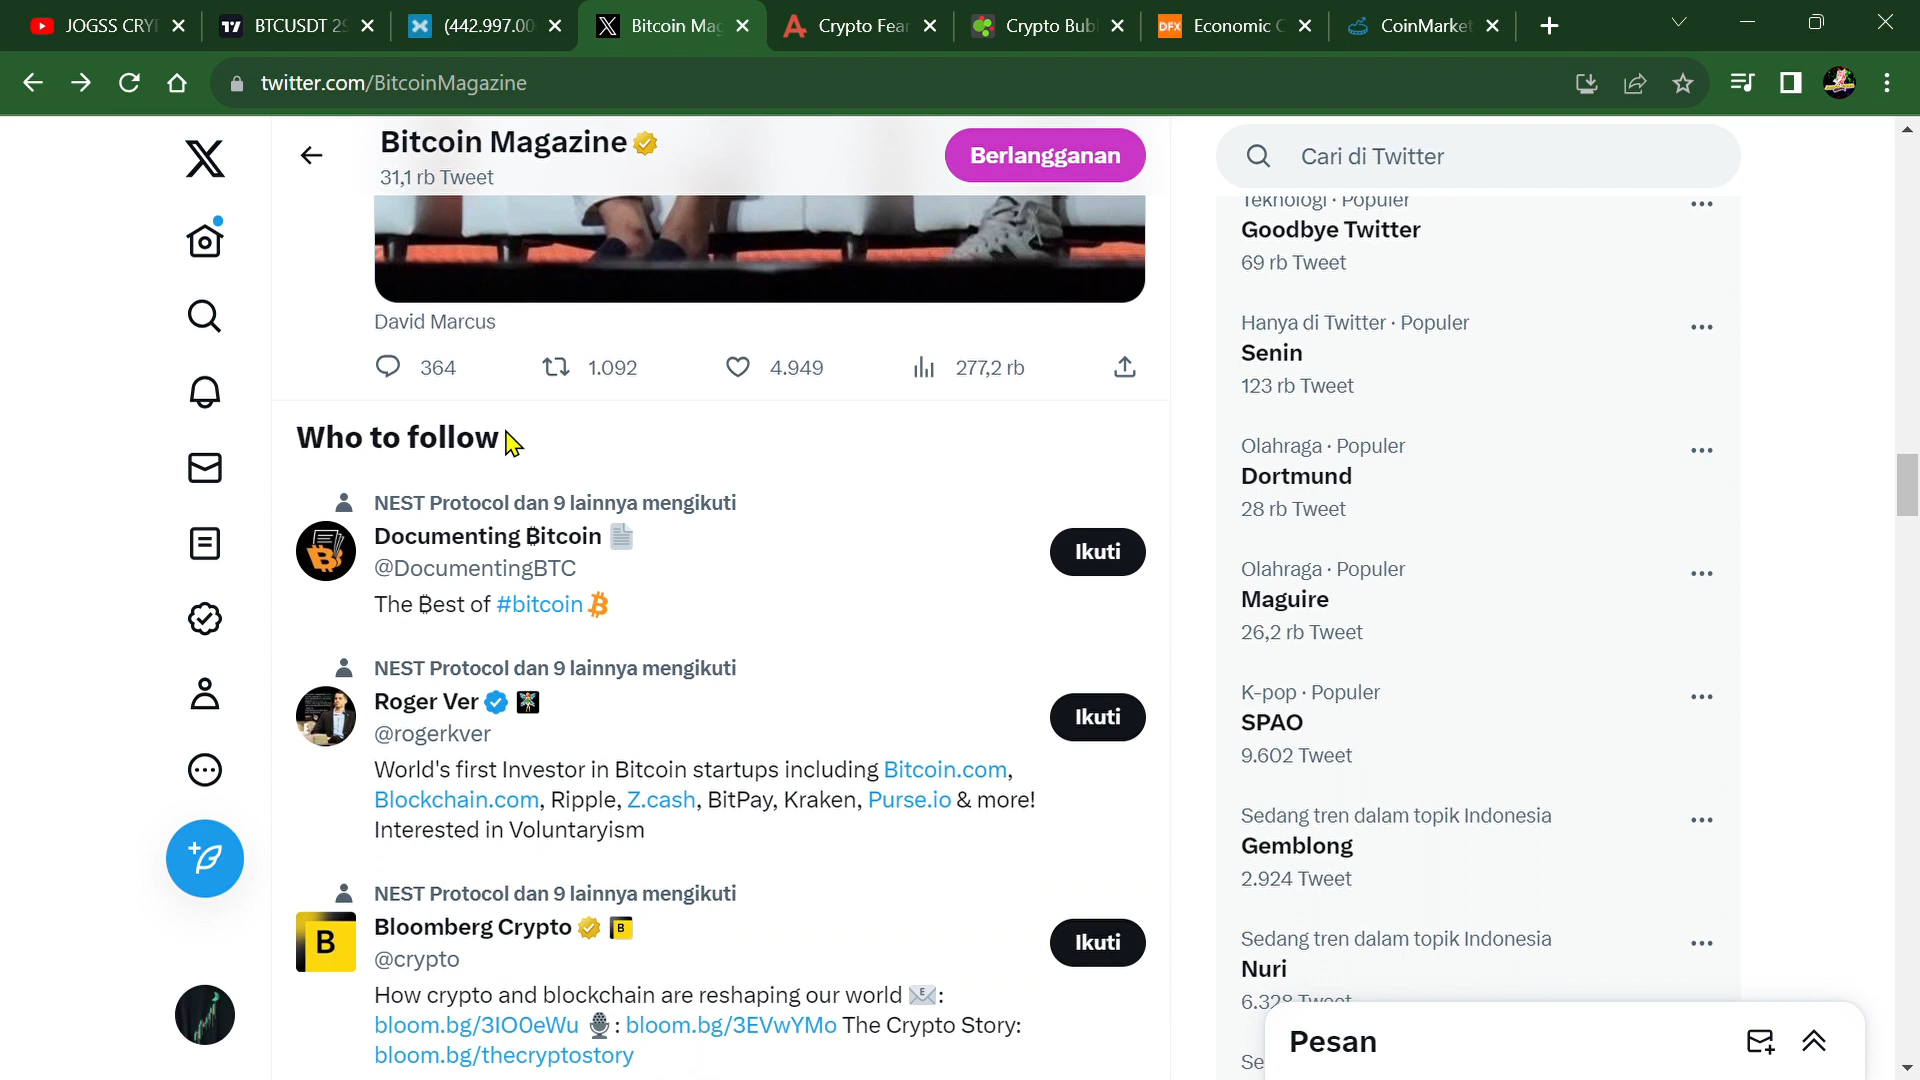 JOGSS CRY
BTCUSDT 2
(442.997.00
Bitcoin Mag
Crypto Fear
Crypto Bubl
Economic C
CoinMarket
twitter.com/BitcoinMagazine
Bitcoin Magazine
31,1 rb Tweet
Berlangganan
David Marcus
364 1.092 4.949 277,2 rb
Who to follow
NEST Protocol dan 9 lainnya mengikuti
Documenting ₿itcoin
@DocumentingBTC
The ₿est of #bitcoin
Ikuti
NEST Protocol dan 9 lainnya mengikuti
Roger Ver
@rogerkver
World's first Investor in Bitcoin startups including Bitcoin.com,
Blockchain.com, Ripple, Z.cash, BitPay, Kraken, Purse.io & more!
Interested in Voluntaryism
Ikuti
NEST Protocol dan 9 lainnya mengikuti
Bloomberg Crypto
@crypto
How crypto and blockchain are reshaping our world :
bloom.bg/3IO0eWu : bloom.bg/3EVwYMo The Crypto Story:
bloom.bg/thecryptostory
Ikuti
Cari di Twitter
Teknologi · Populer
Goodbye Twitter
69 rb Tweet
Hanya di Twitter · Populer
Senin
123 rb Tweet
Olahraga · Populer
Dortmund
28 rb Tweet
Olahraga · Populer
Maguire
26,2 rb Tweet
K-pop · Populer
SPAO
9.602 Tweet
Sedang tren dalam topik Indonesia
Gemblong
2.924 Tweet
Sedang tren dalam topik Indonesia
Nuri
Tweet
Se
Pesan